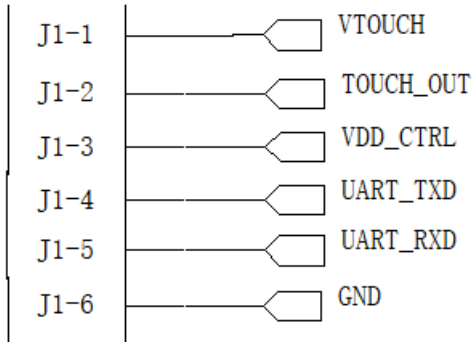 J1-1 VTOUCH
J1-2 TOUCH_OUT
J1-3 VDD_CTRL
J1-4 UART_TXD
J1-5 UART_RXD
J1-6 GND